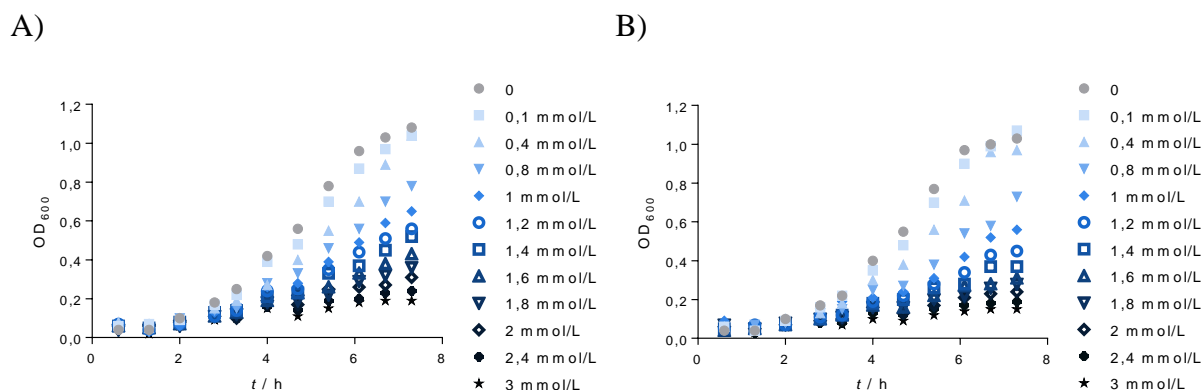 A)
B)
0
0,1 mmol/L
0,4 mmol/L
0,8 mmol/L
1 mmol/L
1,2 mmol/L
1,4 mmol/L
1,6 mmol/L
1,8 mmol/L
2 mmol/L
2,4 mmol/L
3 mmol/L
1,2
1,0
0,8
0,6
0,4
0,2
0,0
OD600
0
2
4
6
8
t / h
0
0,1 mmol/L
0,4 mmol/L
0,8 mmol/L
1 mmol/L
1,2 mmol/L
1,4 mmol/L
1,6 mmol/L
1,8 mmol/L
2 mmol/L
2,4 mmol/L
3 mmol/L
1,2
1,0
0,8
0,6
0,4
0,2
0,0
OD600
0
2
4
6
8
t / h